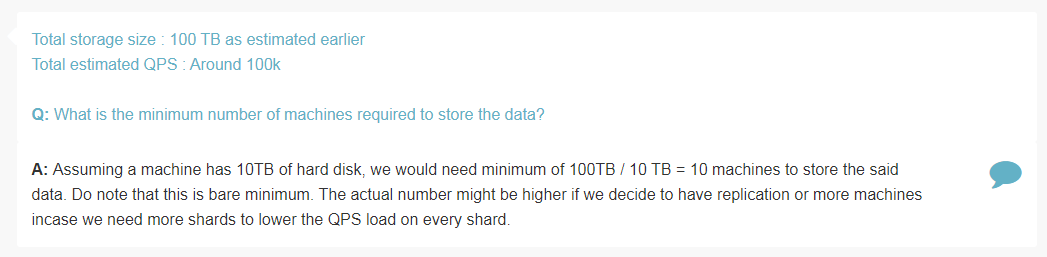 Total storage size : 100 TB as estimated earlier
Total estimated QPS : Around 100k
Q: What is the minimum number of machines required to store the data?
A: Assuming a machine has 10TB of hard disk, we would need minimum of 100TB / 10 TB = 10 machines to store the said
data. Do note that this is bare minimum. The actual number might be higher if we decide to have replication or more machines
incase we need more shards to lower the QPS load on every shard.